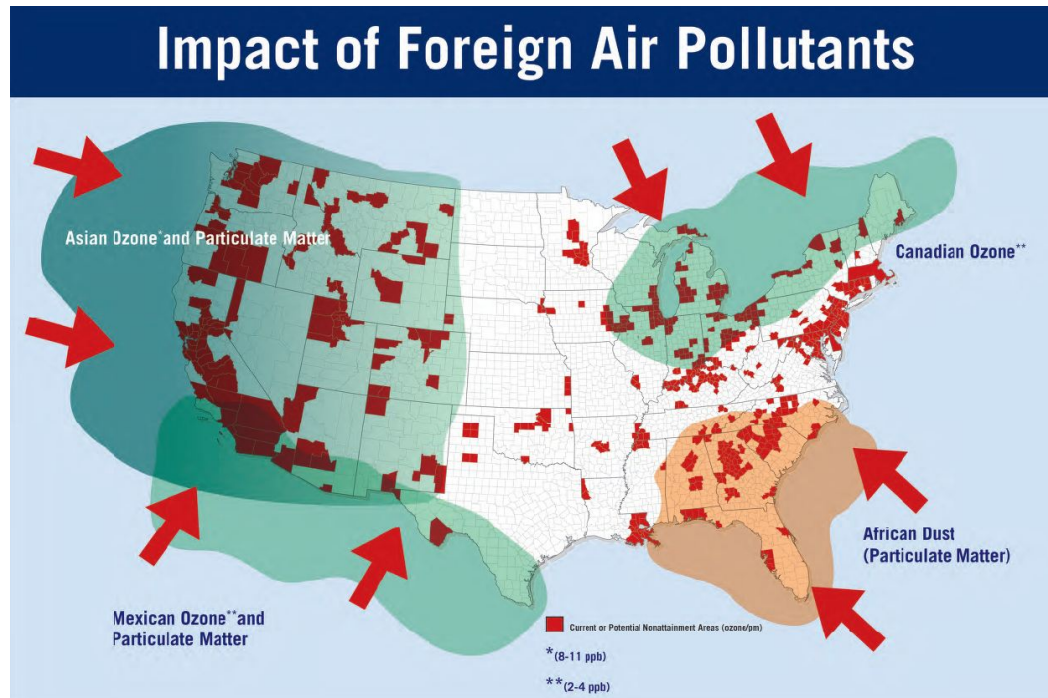 Impact of Foreign Air Pollutants
Asian Ozone* and Particulate Matter
Canadian Ozone**
African Dust
(Particulate Matter)
Mexican Ozone** and
Particulate Matter
Current or Potential Nonattainment Areas (ozone/pm)
*(8-11 ppb)
**(2-4 ppb)